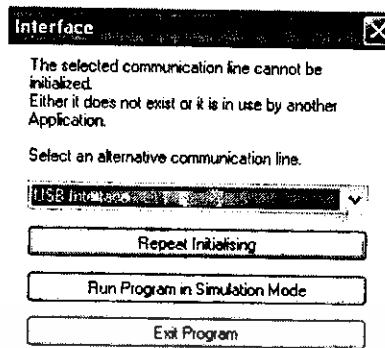 Interface
The selected communication line cannot be
initialized.
Either it does not exist or it is in use by another
Application.
Select an alternative communication line.
USB Interface
Repeat Initialising
Run Program in Simulation Mode
Exit Program